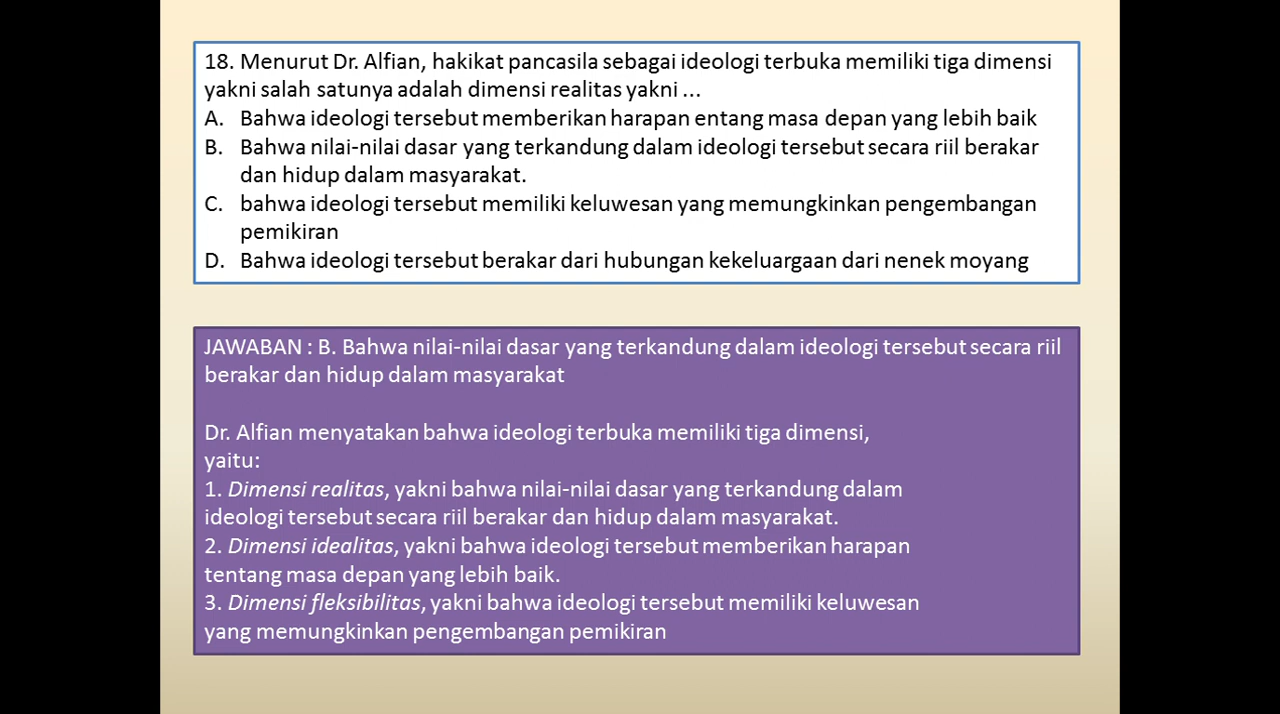 18. Menurut Dr. Alfian, hakikat pancasila sebagai ideologi terbuka memiliki tiga dimensi
yakni salah satunya adalah dimensi realitas yakni ...
A. Bahwa ideologi tersebut memberikan harapan entang masa depan yang lebih baik
B. Bahwa nilai-nilai dasar yang terkandung dalam ideologi tersebut secara riil berakar
dan hidup dalam masyarakat.
C. bahwa ideologi tersebut memiliki keluwesan yang memungkinkan pengembangan
pemikiran
D. Bahwa ideologi tersebut berakar dari hubungan kekeluargaan dari nenek moyang
JAWABAN : B. Bahwa nilai-nilai dasar yang terkandung dalam ideologi tersebut secara riil
berakar dan hidup dalam masyarakat
Dr. Alfian menyatakan bahwa ideologi terbuka memiliki tiga dimensi,
yaitu:
1. Dimensi realitas, yakni bahwa nilai-nilai dasar yang terkandung dalam
ideologi tersebut secara riil berakar dan hidup dalam masyarakat.
2. Dimensi idealitas, yakni bahwa ideologi tersebut memberikan harapan
tentang masa depan yang lebih baik.
3. Dimensi fleksibilitas, yakni bahwa ideologi tersebut memiliki keluwesan
yang memungkinkan pengembangan pemikiran